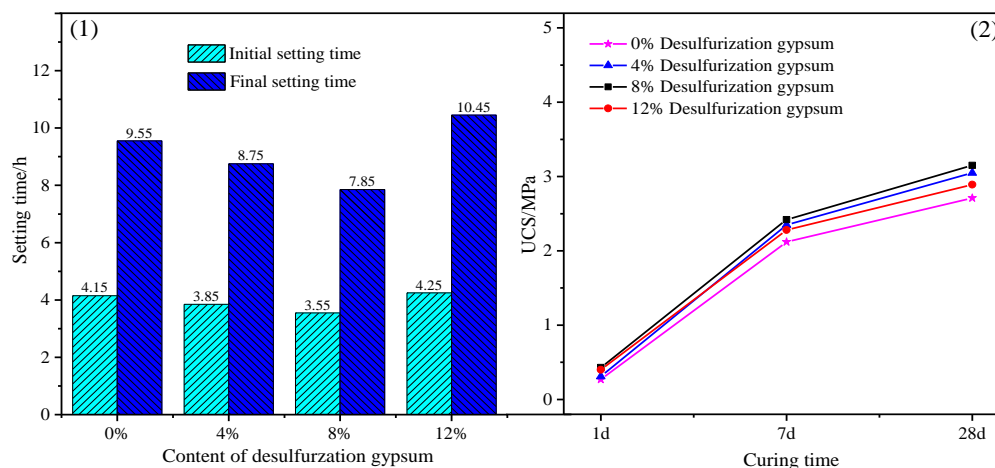 (1)
Initial setting time
Final setting time
12
10
8
6
4
2
0
Setting time/h
4.15
9.55
3.85
8.75
3.55
7.85
4.25
10.45
0%
4%
8%
12%
Content of desulfurzation gypsum
(2)
0% Desulfurization gypsum
4% Desulfurization gypsum
8% Desulfurization gypsum
12% Desulfurization gypsum
5
4
3
2
1
0
UCS/MPa
1d
7d
28d
Curing time